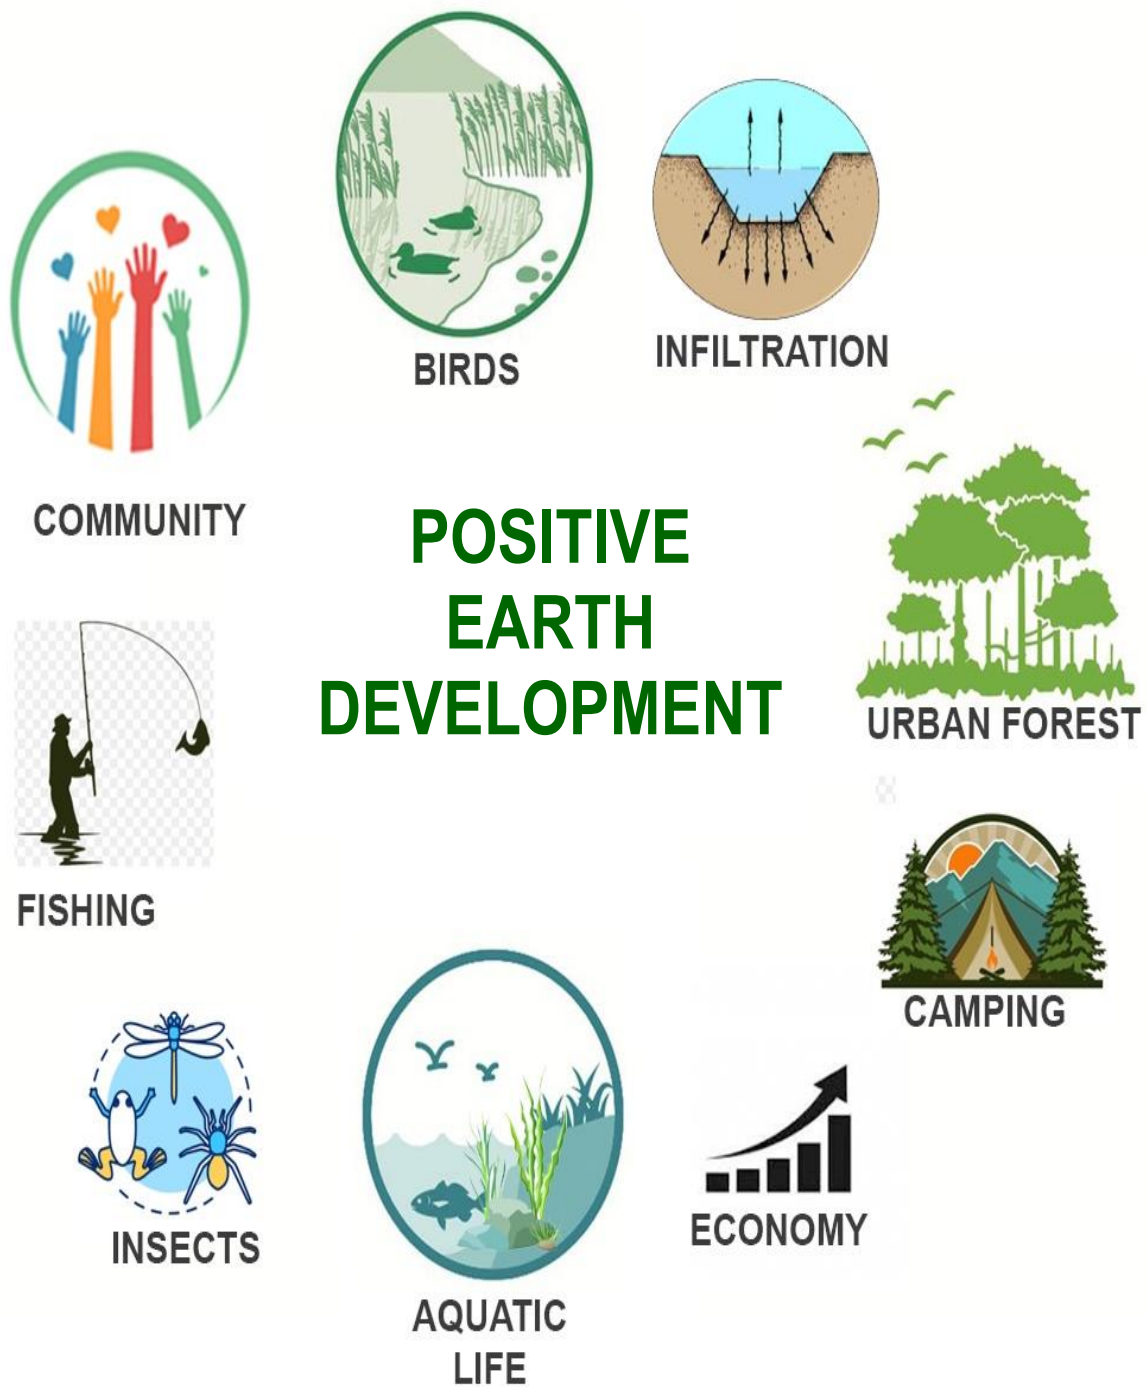 BIRDS
INFILTRATION
COMMUNITY
POSITIVE
EARTH
DEVELOPMENT
URBAN FOREST
FISHING
CAMPING
INSECTS
ECONOMY
AQUATIC
LIFE